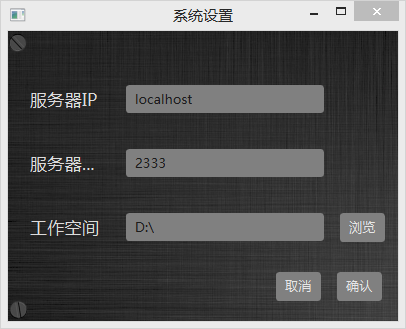 系统设置
服务器IP localhost
服务器... 2333
工作空间 D:\ 浏览
取消 确认